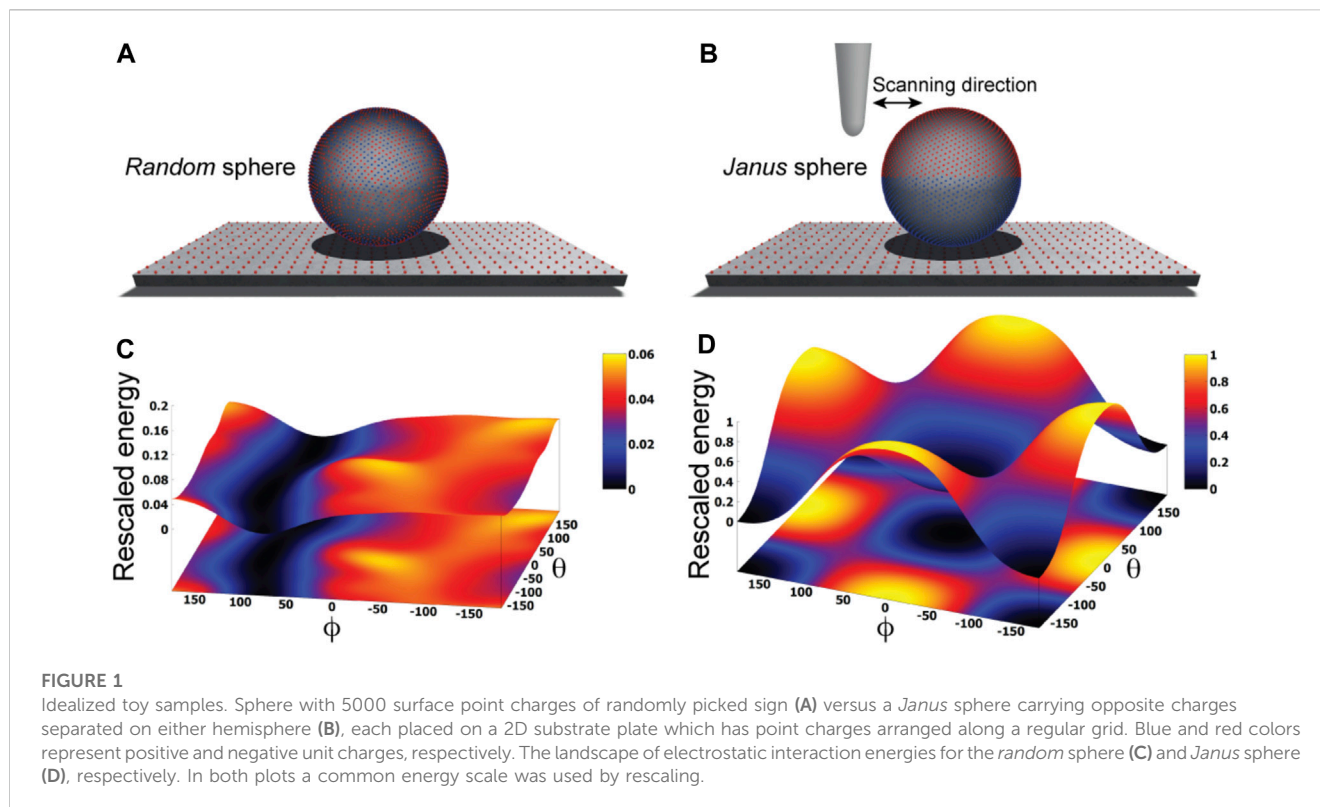 A
B
Scanning direction
Random sphere
Janus sphere
C
D
Rescaled energy
0.2
0.16
0.12
0.08
0.04
0
0.06
0.04
0.02
0
150
100
50
0
-50
-100
-150
ϕ
150
100
50
0
-50
-100
-150
θ
Rescaled energy
1
0.8
0.6
0.4
0.2
0
1
0.8
0.6
0.4
0.2
0
150
100
50
0
-50
-100
-150
ϕ
150
100
50
0
-50
-100
-150
θ
FIGURE 1
Idealized toy samples. Sphere with 5000 surface point charges of randomly picked sign (A) versus a Janus sphere carrying opposite charges
separated on either hemisphere (B), each placed on a 2D substrate plate which has point charges arranged along a regular grid. Blue and red colors
represent positive and negative unit charges, respectively. The landscape of electrostatic interaction energies for the random sphere (C) and Janus sphere
(D), respectively. In both plots a common energy scale was used by rescaling.